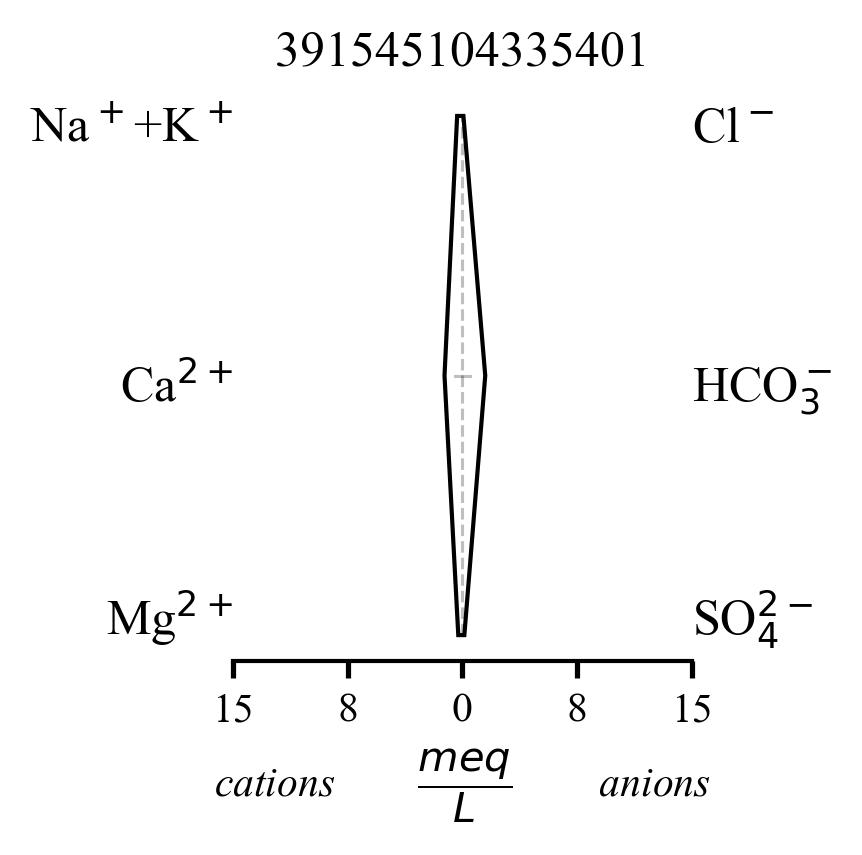 391545104335401
Na⁺+K⁺ Cl⁻
Ca²⁺ HCO₃⁻
Mg²⁺ SO₄²⁻
15 8 0 8 15
cations meq/L anions